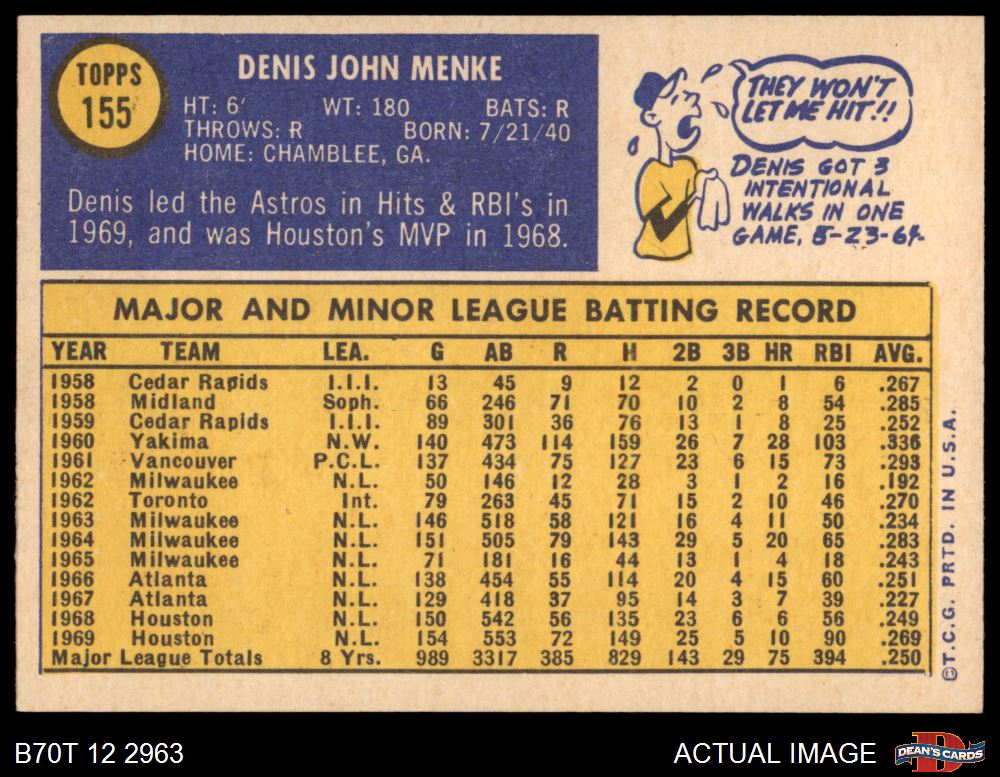 TOPPS
155
DENIS JOHN MENKE
HT: 6' WT: 180 BATS: R
THROWS: R BORN: 7/21/40
HOME: CHAMBLEE, GA.
Denis led the Astros in Hits & RBI's in
1969, and was Houston's MVP in 1968.
THEY WON'T
LET ME HIT!!
DENIS GOT 3
INTENTIONAL
WALKS IN ONE
GAME, 5-23-64.
MAJOR AND MINOR LEAGUE BATTING RECORD
YEAR TEAM LEA. G AB R H 2B 3B HR RBI AVG.
1958 Cedar Rapids I.I.I. 13 45 9 12 2 0 1 6 .267
1958 Midland Soph. 66 246 71 70 10 2 8 54 .285
1959 Cedar Rapids I.I.I. 89 301 36 76 13 1 8 25 .252
1960 Yakima N.W. 140 473 114 159 26 7 28 103 .336
1961 Vancouver P.C.L. 137 434 75 127 23 6 15 73 .293
1962 Milwaukee N.L. 50 146 12 28 3 1 2 16 .192
1962 Toronto Int. 79 263 45 71 15 2 10 46 .270
1963 Milwaukee N.L. 146 518 58 121 16 4 11 50 .234
1964 Milwaukee N.L. 151 505 79 143 29 5 20 65 .283
1965 Milwaukee N.L. 71 181 16 44 13 1 4 18 .243
1966 Atlanta N.L. 138 454 55 114 20 4 15 60 .251
1967 Atlanta N.L. 129 418 37 95 14 3 7 39 .227
1968 Houston N.L. 150 542 56 135 23 6 6 56 .249
1969 Houston N.L. 154 553 72 149 25 5 10 90 .269
Major League Totals 8 Yrs. 989 3317 385 829 143 29 75 394 .250
©T.C.G. PRTD. IN U.S.A.
B70T 12 2963
ACTUAL IMAGE
D
DEAN'S CARDS